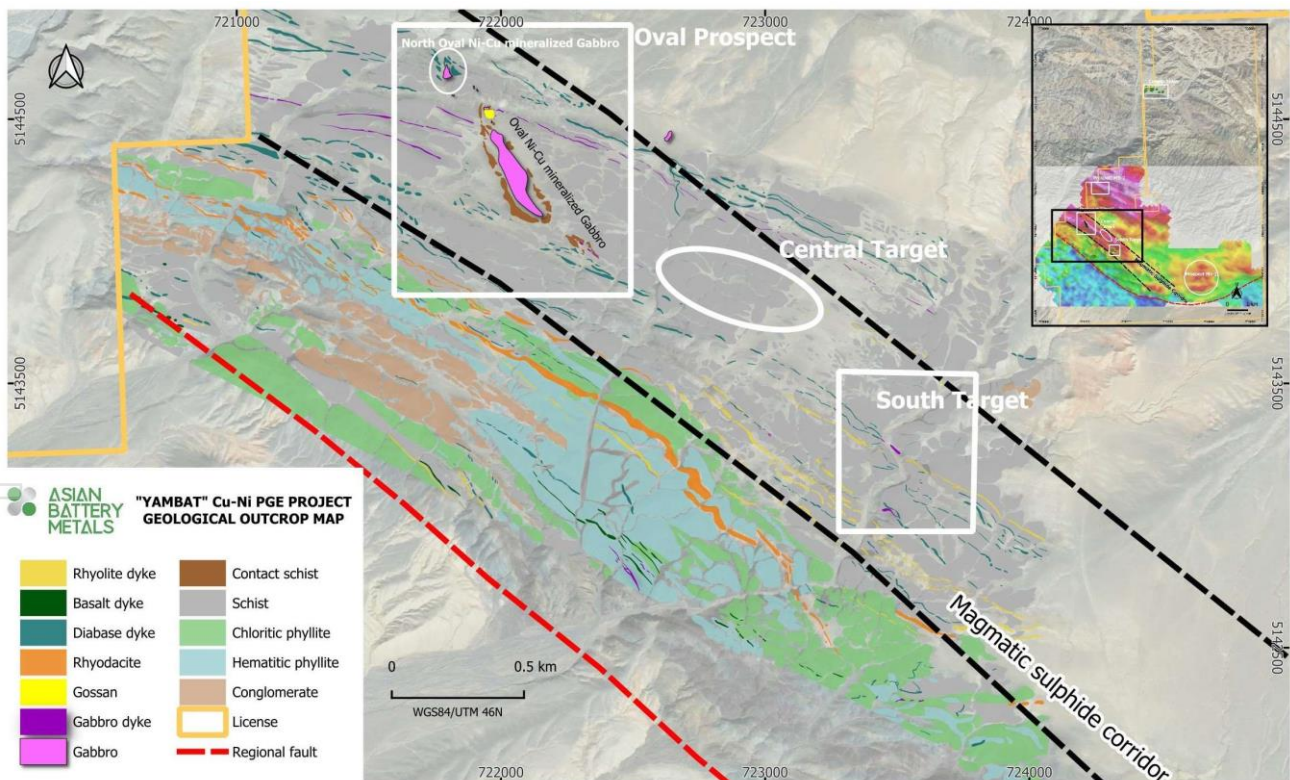 721000
722000
723000
724000
North Oval Ni-Cu mineralized Gabbro
Oval Prospect
5144500
5144500
Oval Ni-Cu mineralized Gabbro
Central Target
5143500
5143500
South Target
ASIAN
BATTERY
METALS
"YAMBAT" Cu-Ni PGE PROJECT
GEOLOGICAL OUTCROP MAP
Rhyolite dyke
Basalt dyke
Diabase dyke
Rhyodacite
Gossan
Gabbro dyke
Gabbro
Contact schist
Schist
Chloritic phyllite
Hematitic phyllite
Conglomerate
License
Regional fault
0 0.5 km
WGS84/UTM 46N
Magmatic sulphide corridor
722000
723000
724000